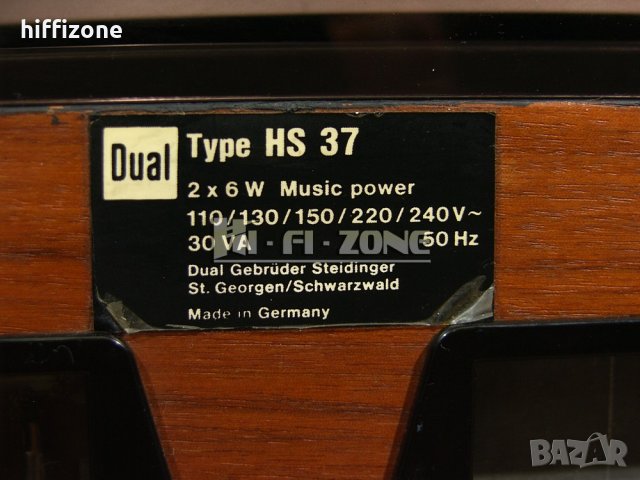 hiffizone
Dual
Type HS 37
2 x 6 W Music power
110/130/150/220/240V~
30 VA 50 Hz
HI-FI-ZONE
Dual Gebrüder Steidinger
St. Georgen/Schwarzwald
Made in Germany
BAZAR